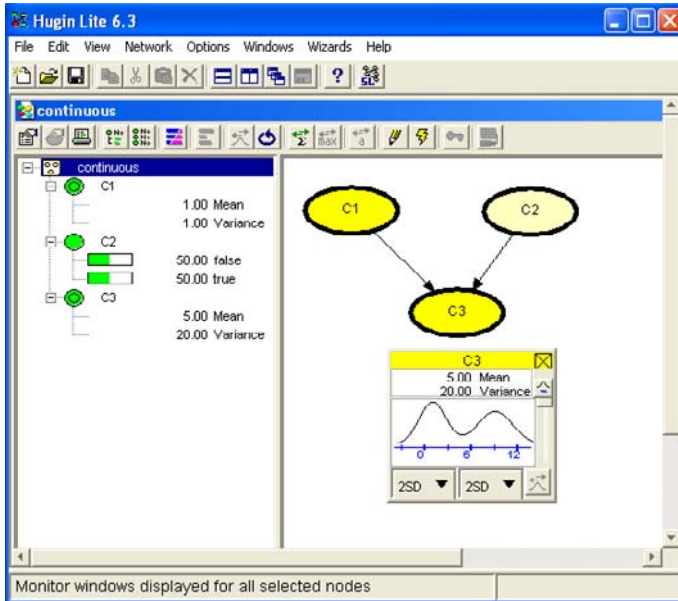 Hugin Lite 6.3
File Edit View Network Options Windows Wizards Help
continuous
continuous
C1
1.00 Mean
1.00 Variance
C2
50.00 false
50.00 true
C3
5.00 Mean
20.00 Variance
C1
C2
C3
C3
5.00 Mean
20.00 Variance
0 6 12
2SD 2SD
Monitor windows displayed for all selected nodes